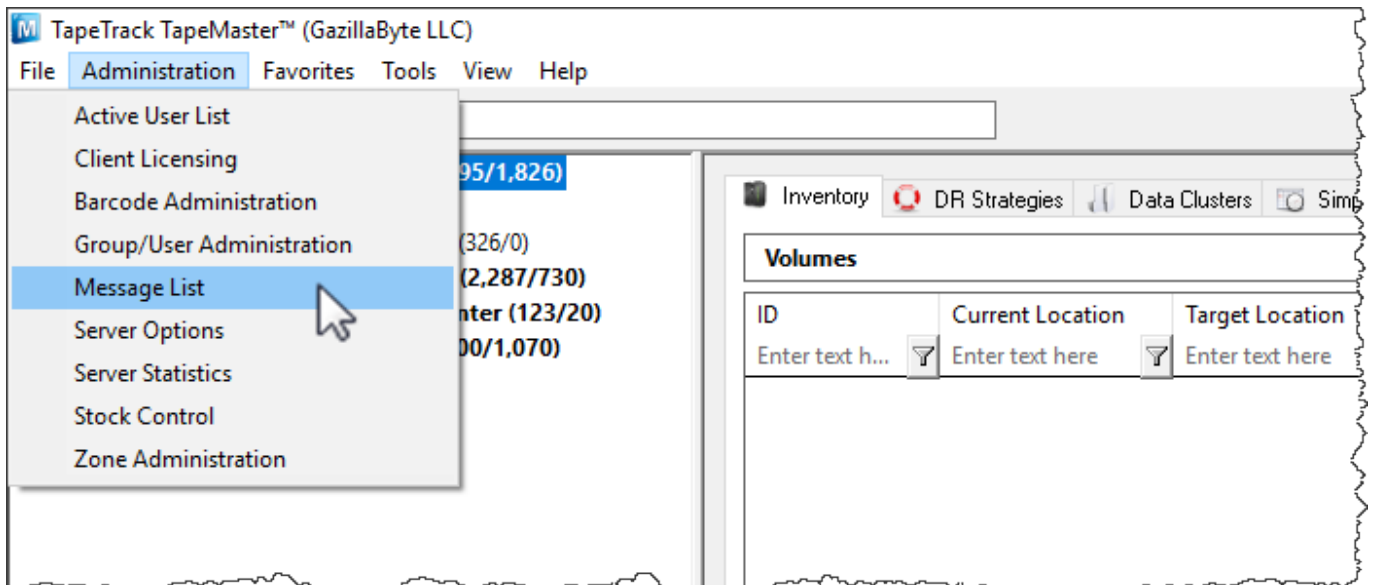 TapeTrack TapeMaster™ (GazillaByte LLC)
File Administration Favorites Tools View Help
Active User List
Client Licensing
Barcode Administration
Group/User Administration
Message List
Server Options
Server Statistics
Stock Control
Zone Administration
95/1,826)
(326/0)
(2,287/730)
nter (123/20)
00/1,070)
Inventory DR Strategies Data Clusters Simp
Volumes
ID Current Location Target Location
Enter text h... Enter text here Enter text here